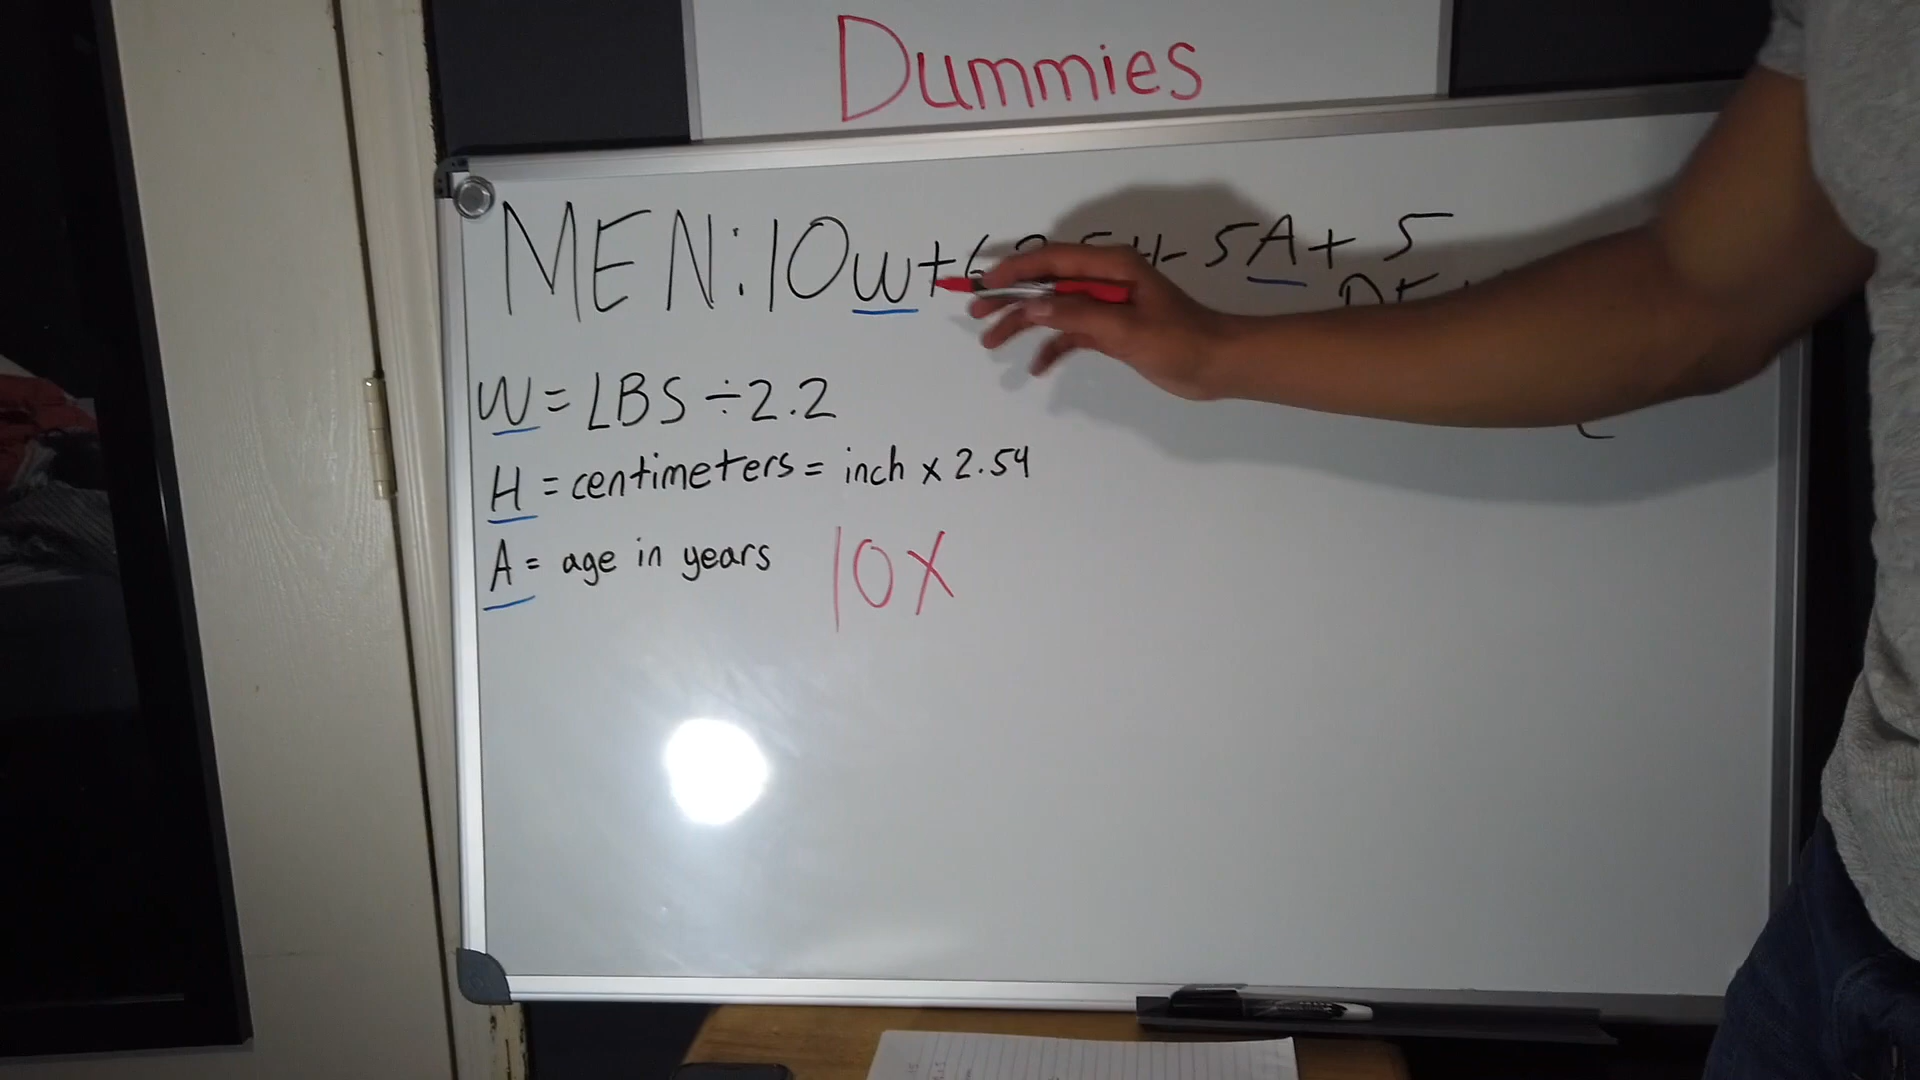 Dummies
MEN: 10w+ 5A + 5
W = LBS ÷ 2.2
H = centimeters = inch x 2.54
A = age in years
10X